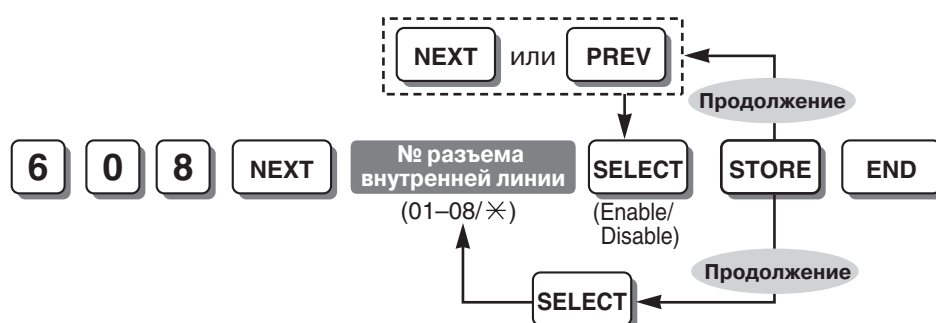 NEXT или PREV
Продолжение
6 0 8 NEXT № разъема внутренней линии SELECT STORE END
(01–08/✳)
(Enable/
Disable)
Продолжение
SELECT